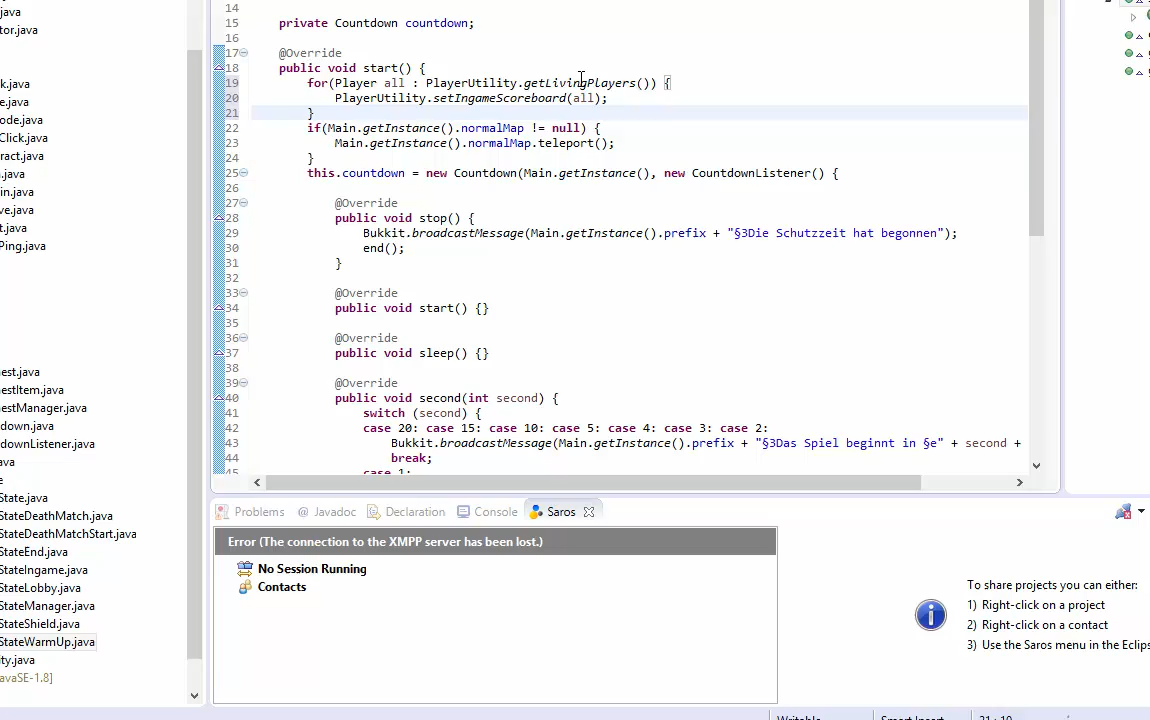 ava
tor.java
k.java
e.java
ode.java
Click.java
ract.java
.java
in.java
ve.java
t.java
Ping.java
nest.java
nestItem.java
nestManager.java
down.java
downListener.java
ava
e
State.java
StateDeathMatch.java
StateDeathMatchStart.java
StateEnd.java
StateIngame.java
StateLobby.java
StateManager.java
StateShield.java
StateWarmUp.java
ity.java
avaSE-1.8]
14
15 private Countdown countdown;
16
17 @Override
18 public void start() {
19 for(Player all : PlayerUtility.getLivingPlayers()) {
20 PlayerUtility.setIngameScoreboard(all);
21 }
22 if(Main.getInstance().normalMap != null) {
23 Main.getInstance().normalMap.teleport();
24 }
25 this.countdown = new Countdown(Main.getInstance(), new CountdownListener() {
26
27 @Override
28 public void stop() {
29 Bukkit.broadcastMessage(Main.getInstance().prefix + "§3Die Schutzzeit hat begonnen");
30 end();
31 }
32
33 @Override
34 public void start() {}
35
36 @Override
37 public void sleep() {}
38
39 @Override
40 public void second(int second) {
41 switch (second) {
42 case 20: case 15: case 10: case 5: case 4: case 3: case 2:
43 Bukkit.broadcastMessage(Main.getInstance().prefix + "§3Das Spiel beginnt in §e" + second +
44 break;
45 case 1:
Problems @ Javadoc Declaration Console Saros
Error (The connection to the XMPP server has been lost.)
No Session Running
Contacts
To share projects you can either:
1) Right-click on a project
2) Right-click on a contact
3) Use the Saros menu in the Eclips
Writable Smart Insert 21 : 10